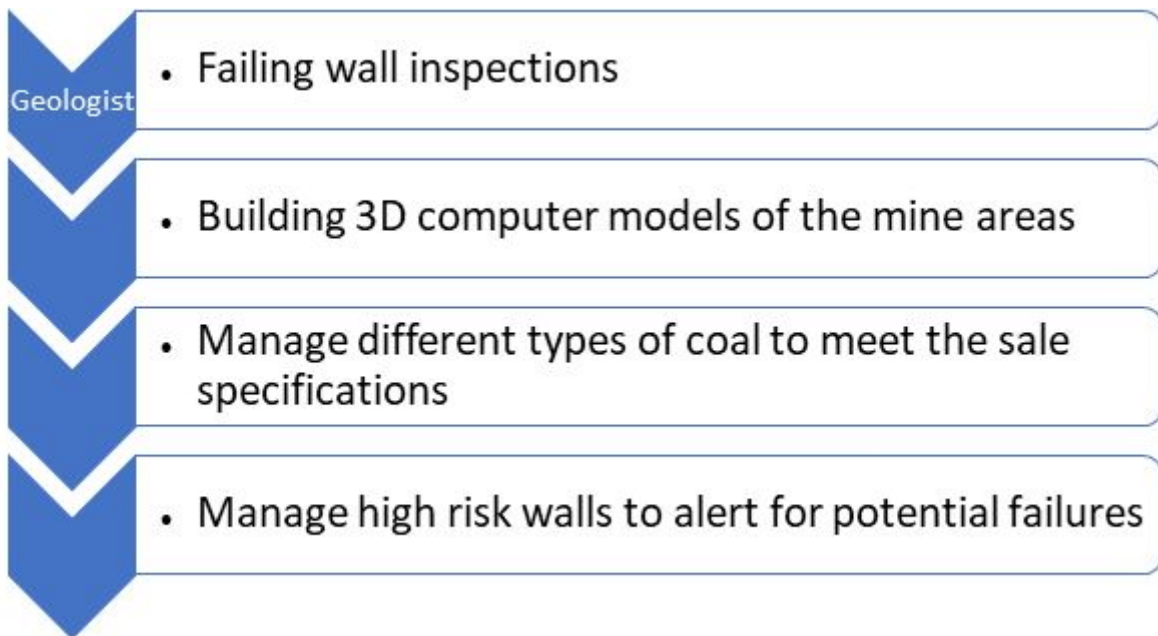 Geologist
• Failing wall inspections
• Building 3D computer models of the mine areas
• Manage different types of coal to meet the sale
specifications
• Manage high risk walls to alert for potential failures